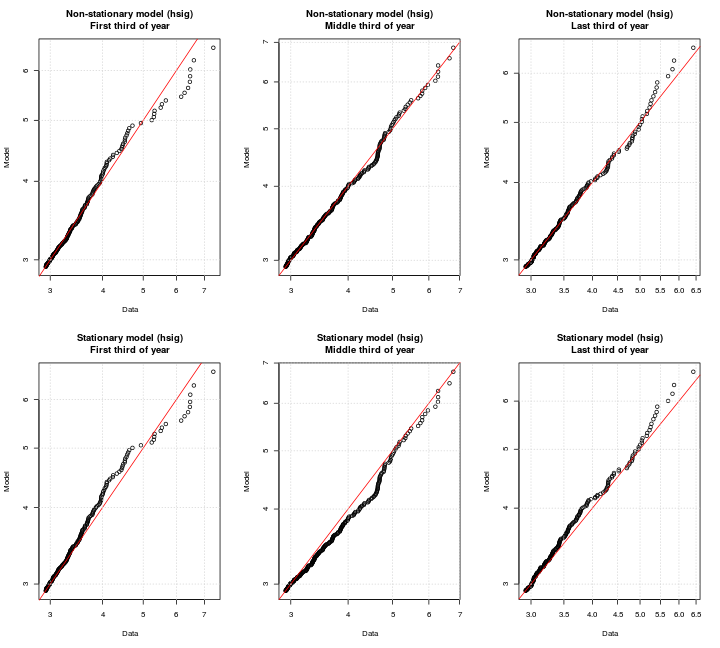 Non-stationary model (hsig)
First third of year
Non-stationary model (hsig)
Middle third of year
Non-stationary model (hsig)
Last third of year
Model
3
4
5
6
3
4
5
6
7
Data
Model
3
4
5
6
7
3
4
5
6
7
Data
Model
3
4
5
6
3.0
3.5
4.0
4.5
5.0
5.5
6.0
6.5
Data
Stationary model (hsig)
First third of year
Stationary model (hsig)
Middle third of year
Stationary model (hsig)
Last third of year
Model
3
4
5
6
3
4
5
6
7
Data
Model
3
4
5
6
7
3
4
5
6
7
Data
Model
3
4
5
6
3.0
3.5
4.0
4.5
5.0
5.5
6.0
6.5
Data